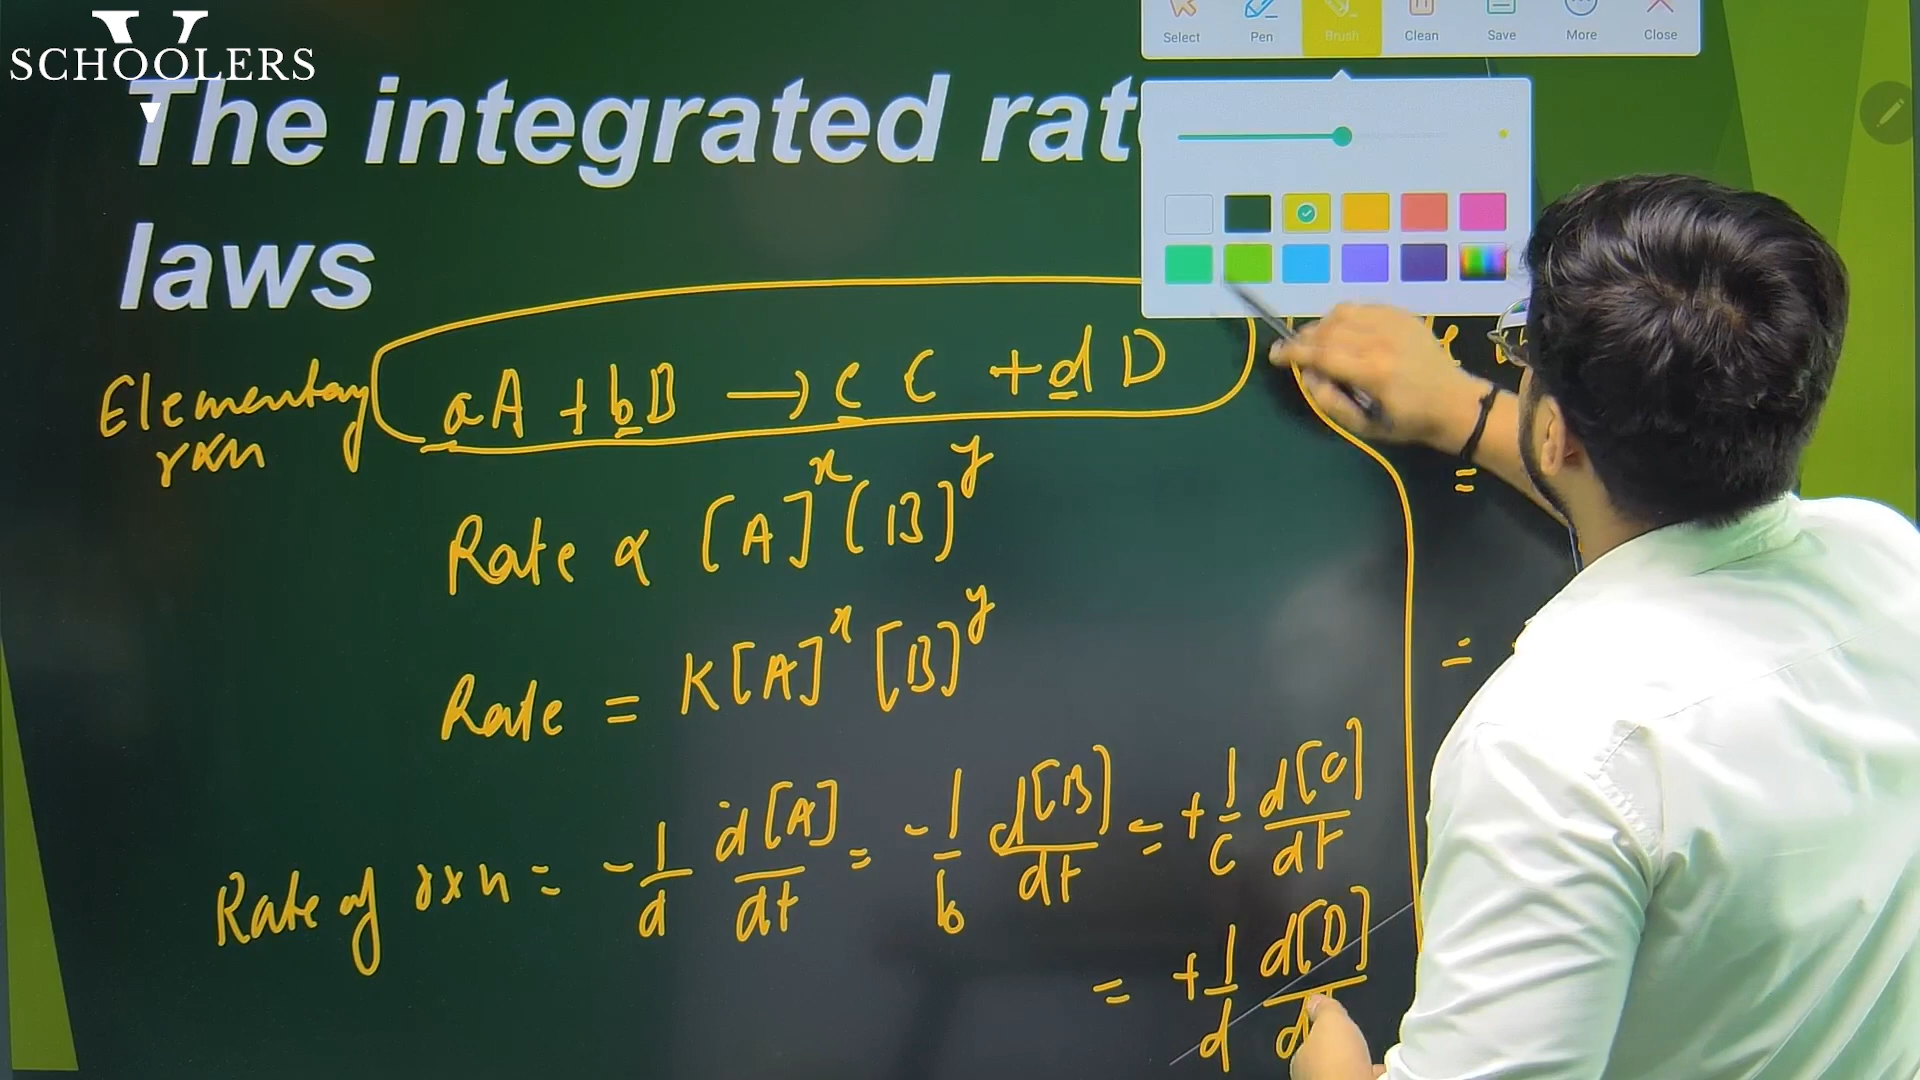 V
SCHOOLERS
Select Pen Brush Clean Save More Close
The integrated rat
laws
Elementary
rxn
aA + bB → cC + dD
Rate ∝ [A]^x [B]^y
Rate = K[A]^x [B]^y
Rate of rxn = -1/a d[A]/dt = -1/b d[B]/dt = +1/c d[C]/dt
= +1/d d[D]/d
=
=